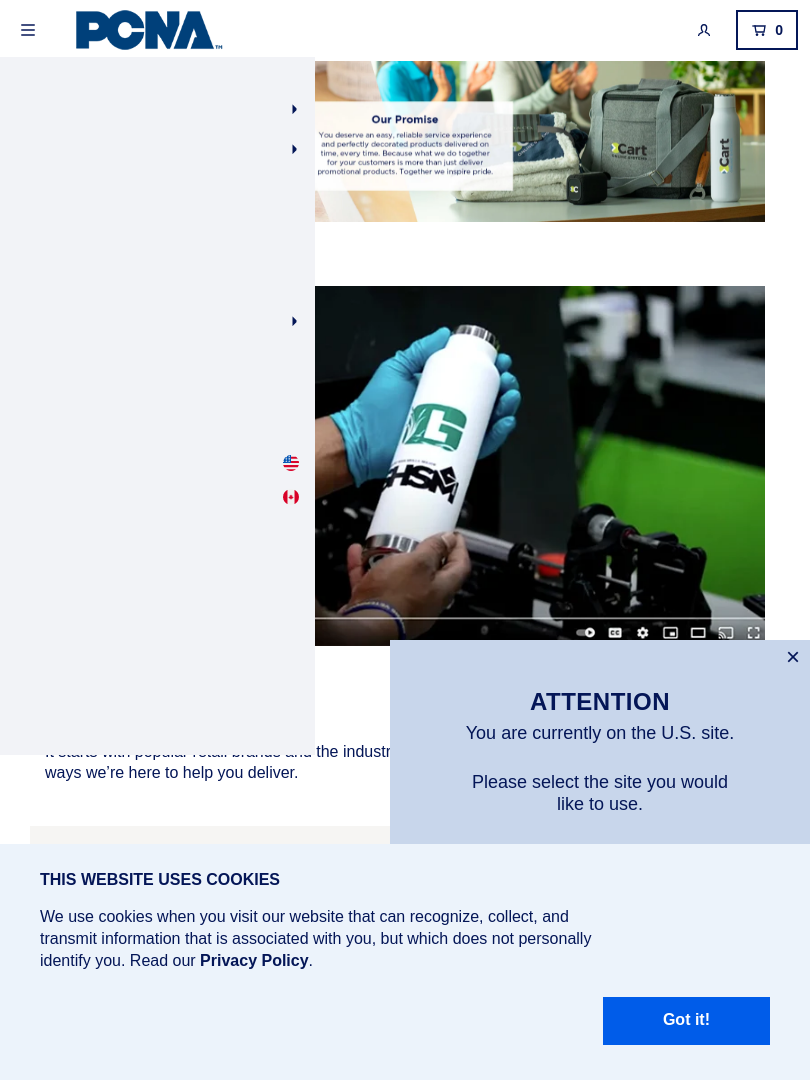 PCNA™
0
Our Promise
You deserve an easy, reliable service experience
and perfectly decorated products delivered on
time, every time. Because what we do together
for your customers is more than just deliver
promotional products. Together we inspire pride.
Cart
Cart
C
G
GHSM
CC
ATTENTION
You are currently on the U.S. site.
Please select the site you would
like to use.
It starts with popular retail brands and the industr
ways we’re here to help you deliver.
THIS WEBSITE USES COOKIES
We use cookies when you visit our website that can recognize, collect, and
transmit information that is associated with you, but which does not personally
identify you. Read our Privacy Policy.
Got it!